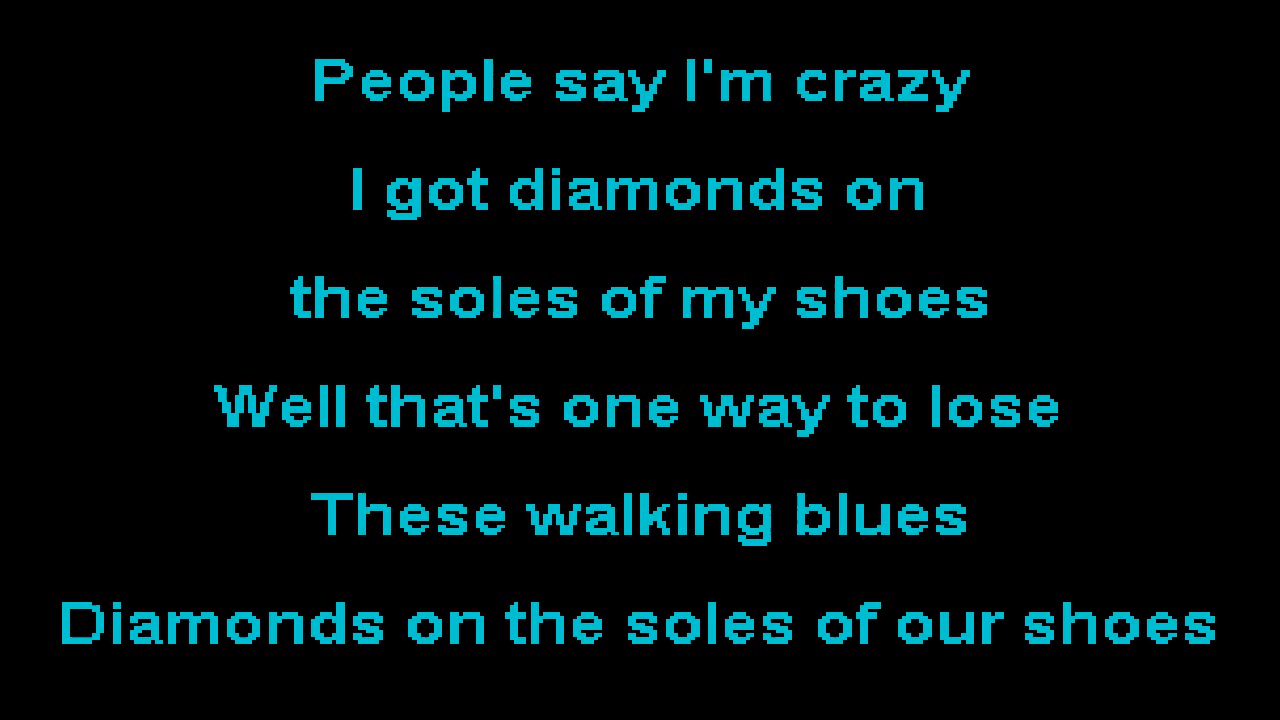 People say I'm crazy
I got diamonds on
the soles of my shoes
Well that's one way to lose
These walking blues
Diamonds on the soles of our shoes